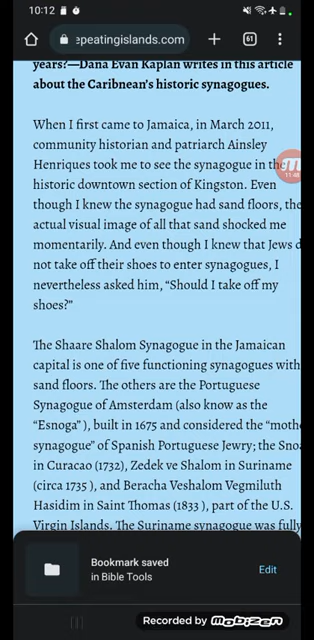 10:12
epeatingislands.com
61
years?—Dana Evan Kaplan writes in this article
about the Caribnean's historic synagogues.
When I first came to Jamaica, in March 2011,
community historian and patriarch Ainsley
Henriques took me to see the synagogue in the
historic downtown section of Kingston. Even
though I knew the synagogue had sand floors, the
actual visual image of all that sand shocked me
momentarily. And even though I knew that Jews d
not take off their shoes to enter synagogues, I
nevertheless asked him, “Should I take off my
shoes?”
11:48
The Shaare Shalom Synagogue in the Jamaican
capital is one of five functioning synagogues with
sand floors. The others are the Portuguese
Synagogue of Amsterdam (also know as the
“Esnoga” ), built in 1675 and considered the “moth
synagogue” of Spanish Portuguese Jewry; the Sno
in Curacao (1732), Zedek ve Shalom in Suriname
(circa 1735 ), and Beracha Veshalom Vegmiluth
Hasidim in Saint Thomas (1833 ), part of the U.S.
Virgin Islands. The Suriname synagogue was fully
Bookmark saved
in Bible Tools
Edit
Recorded by mobizen